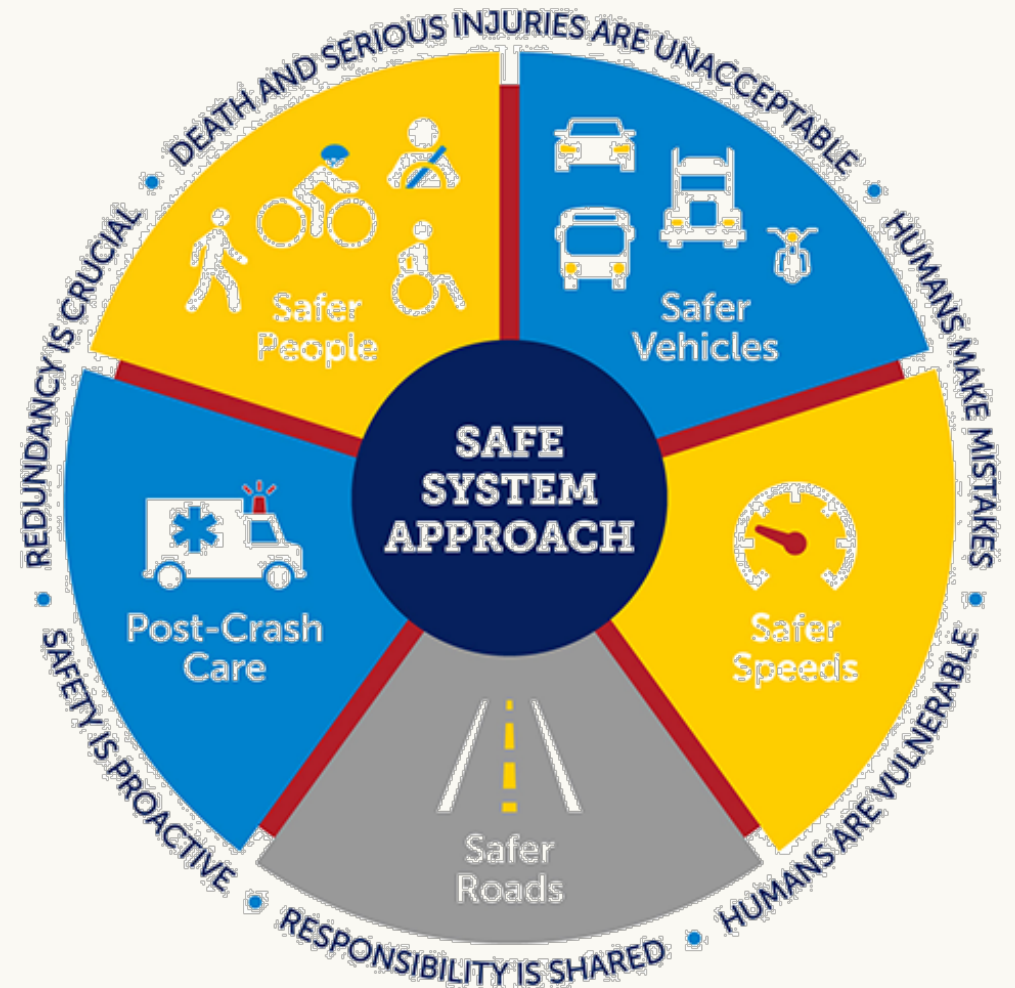 DEATH AND SERIOUS INJURIES ARE UNACCEPTABLE
HUMANS MAKE MISTAKES
HUMANS ARE VULNERABLE
RESPONSIBILITY IS SHARED
SAFETY IS PROACTIVE
REDUNDANCY IS CRUCIAL
Safer
People
Safer
Vehicles
SAFE
SYSTEM
APPROACH
Post-Crash
Care
Safer
Speeds
Safer
Roads